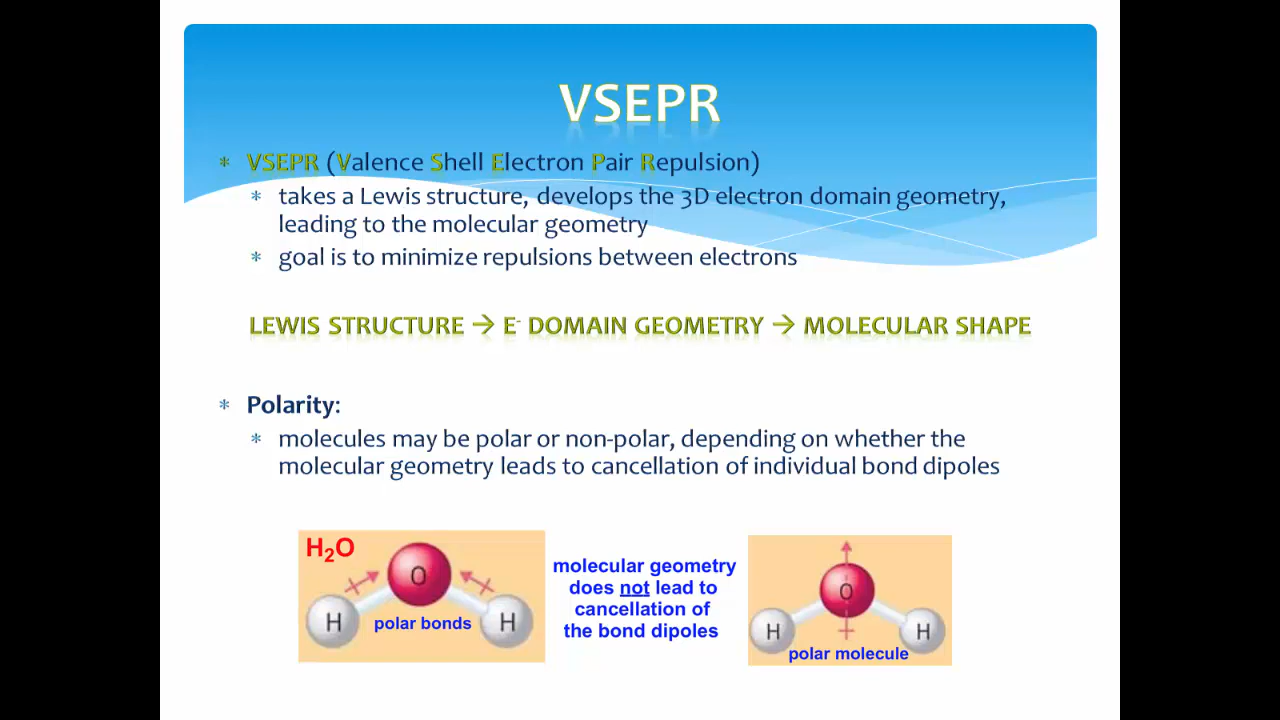 VSEPR
* VSEPR (Valence Shell Electron Pair Repulsion)
* takes a Lewis structure, develops the 3D electron domain geometry,
leading to the molecular geometry
* goal is to minimize repulsions between electrons
LEWIS STRUCTURE → E⁻ DOMAIN GEOMETRY → MOLECULAR SHAPE
* Polarity:
* molecules may be polar or non-polar, depending on whether the
molecular geometry leads to cancellation of individual bond dipoles
H₂O
O
H
H
polar bonds
molecular geometry
does not lead to
cancellation of
the bond dipoles
O
H
H
polar molecule